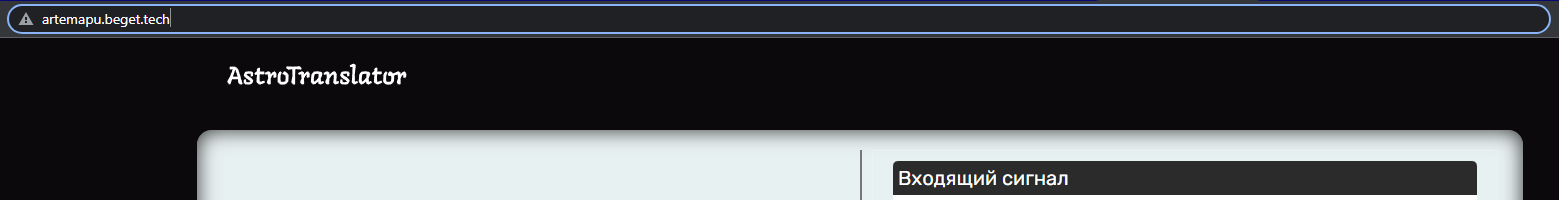 artemapu.beget.tech
AstroTranslator
Входящий сигнал